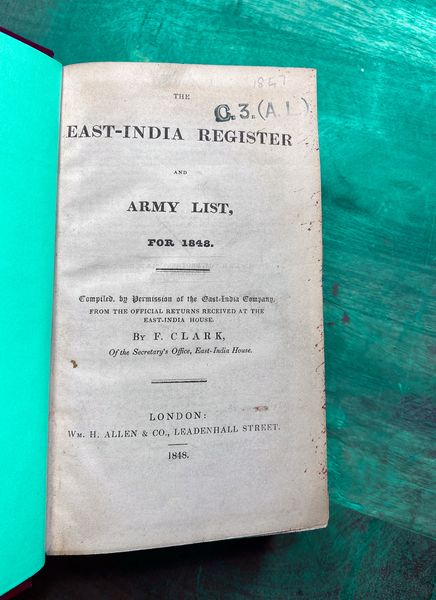 1847
C.3.(A.L.)
THE
EAST-INDIA REGISTER
AND
ARMY LIST,
FOR 1848.
Compiled, by Permission of the East-India Company,
FROM THE OFFICIAL RETURNS RECEIVED AT THE
EAST-INDIA HOUSE.
By F. CLARK,
Of the Secretary's Office, East-India House.
LONDON:
Wm. H. ALLEN & CO., LEADENHALL STREET.
1848.